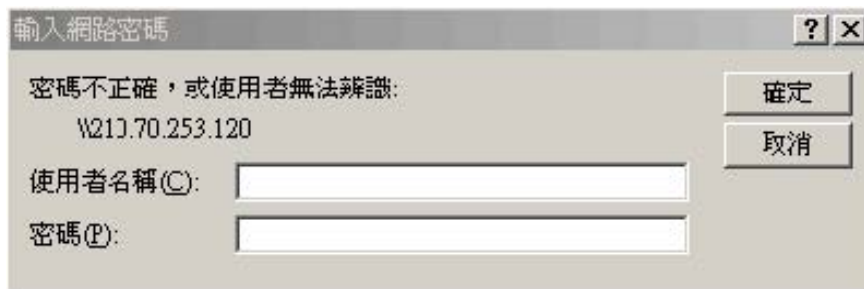 輸入網路密碼
密碼不正確，或使用者無法辨識:
\\210.70.253.120
使用者名稱(C):
密碼(P):
確定
取消